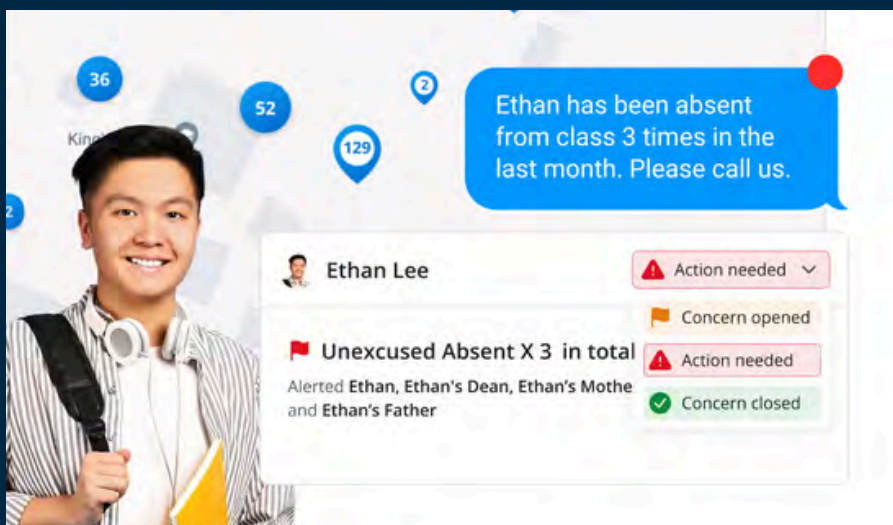 36
52
2
129
2
Ethan has been absent
from class 3 times in the
last month. Please call us.
Ethan Lee
Action needed
Concern opened
Unexcused Absent X 3 in total
Action needed
Alerted Ethan, Ethan's Dean, Ethan's Mothe
and Ethan's Father
Concern closed